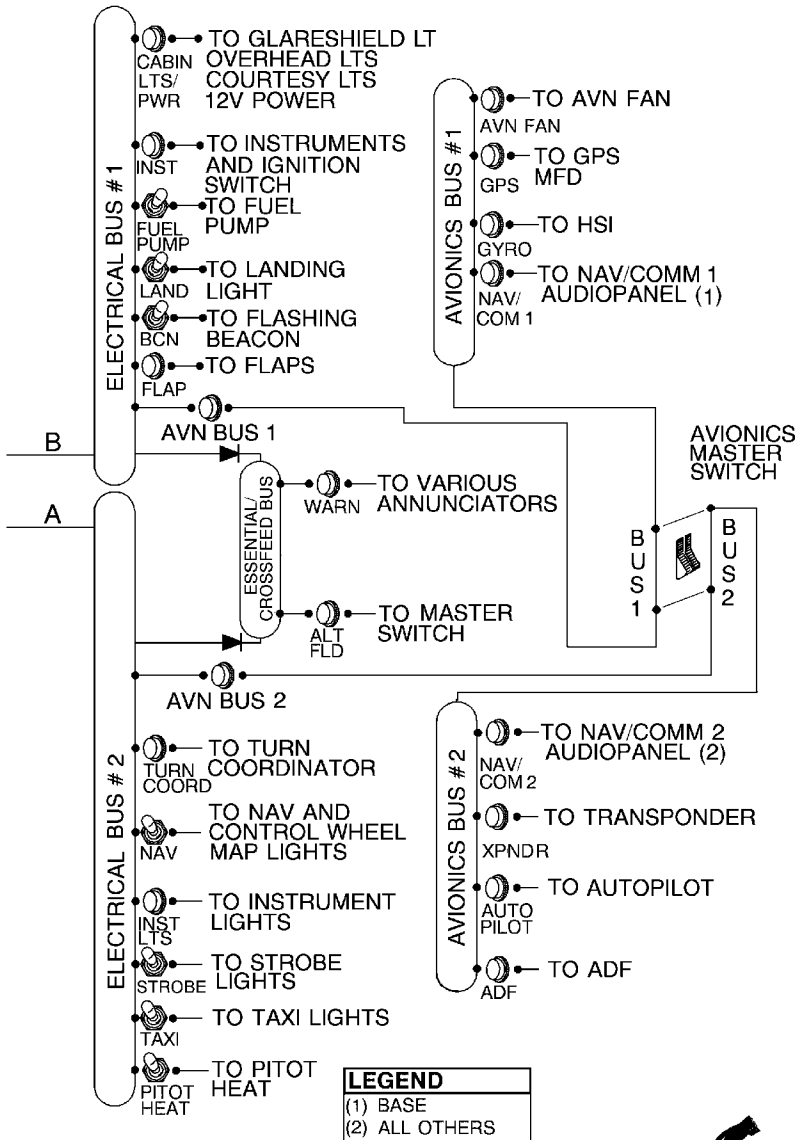 ELECTRICAL BUS #1
CABIN
LTS/
PWR
TO GLARESHIELD LT
OVERHEAD LTS
COURTESY LTS
12V POWER
INST
TO INSTRUMENTS
AND IGNITION
SWITCH
FUEL
PUMP
TO FUEL
PUMP
LAND
TO LANDING
LIGHT
BCN
TO FLASHING
BEACON
FLAP
TO FLAPS
AVN BUS 1
B
A
ESSENTIAL/
CROSSFEED BUS
WARN
TO VARIOUS
ANNUNCIATORS
ALT
FLD
TO MASTER
SWITCH
AVIONICS BUS #1
AVN FAN
TO AVN FAN
GPS
TO GPS
MFD
GYRO
TO HSI
NAV/
COM 1
TO NAV/COMM 1
AUDIOPANEL (1)
AVIONICS
MASTER
SWITCH
BUS 1
BUS 2
ELECTRICAL BUS #2
AVN BUS 2
TURN
COORD
TO TURN
COORDINATOR
NAV
TO NAV AND
CONTROL WHEEL
MAP LIGHTS
INST
LTS
TO INSTRUMENT
LIGHTS
STROBE
TO STROBE
LIGHTS
TAXI
TO TAXI LIGHTS
PITOT
HEAT
TO PITOT
HEAT
AVIONICS BUS #2
NAV/
COM 2
TO NAV/COMM 2
AUDIOPANEL (2)
XPNDR
TO TRANSPONDER
AUTO
PILOT
TO AUTOPILOT
ADF
TO ADF
LEGEND
(1) BASE
(2) ALL OTHERS